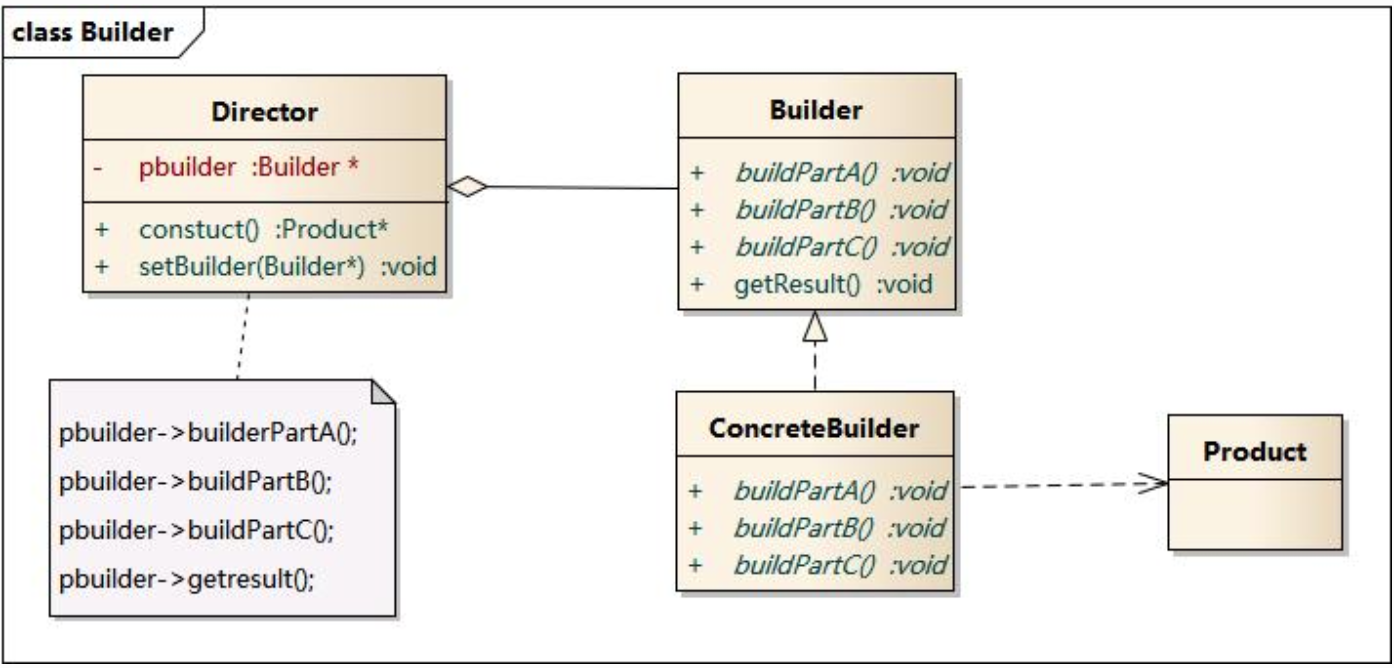 class Builder
Director
- pbuilder :Builder *
+ constuct() :Product*
+ setBuilder(Builder*) :void
Builder
+ buildPartA() :void
+ buildPartB() :void
+ buildPartC() :void
+ getResult() :void
pbuilder->builderPartA();
pbuilder->buildPartB();
pbuilder->buildPartC();
pbuilder->getresult();
ConcreteBuilder
+ buildPartA() :void
+ buildPartB() :void
+ buildPartC() :void
Product